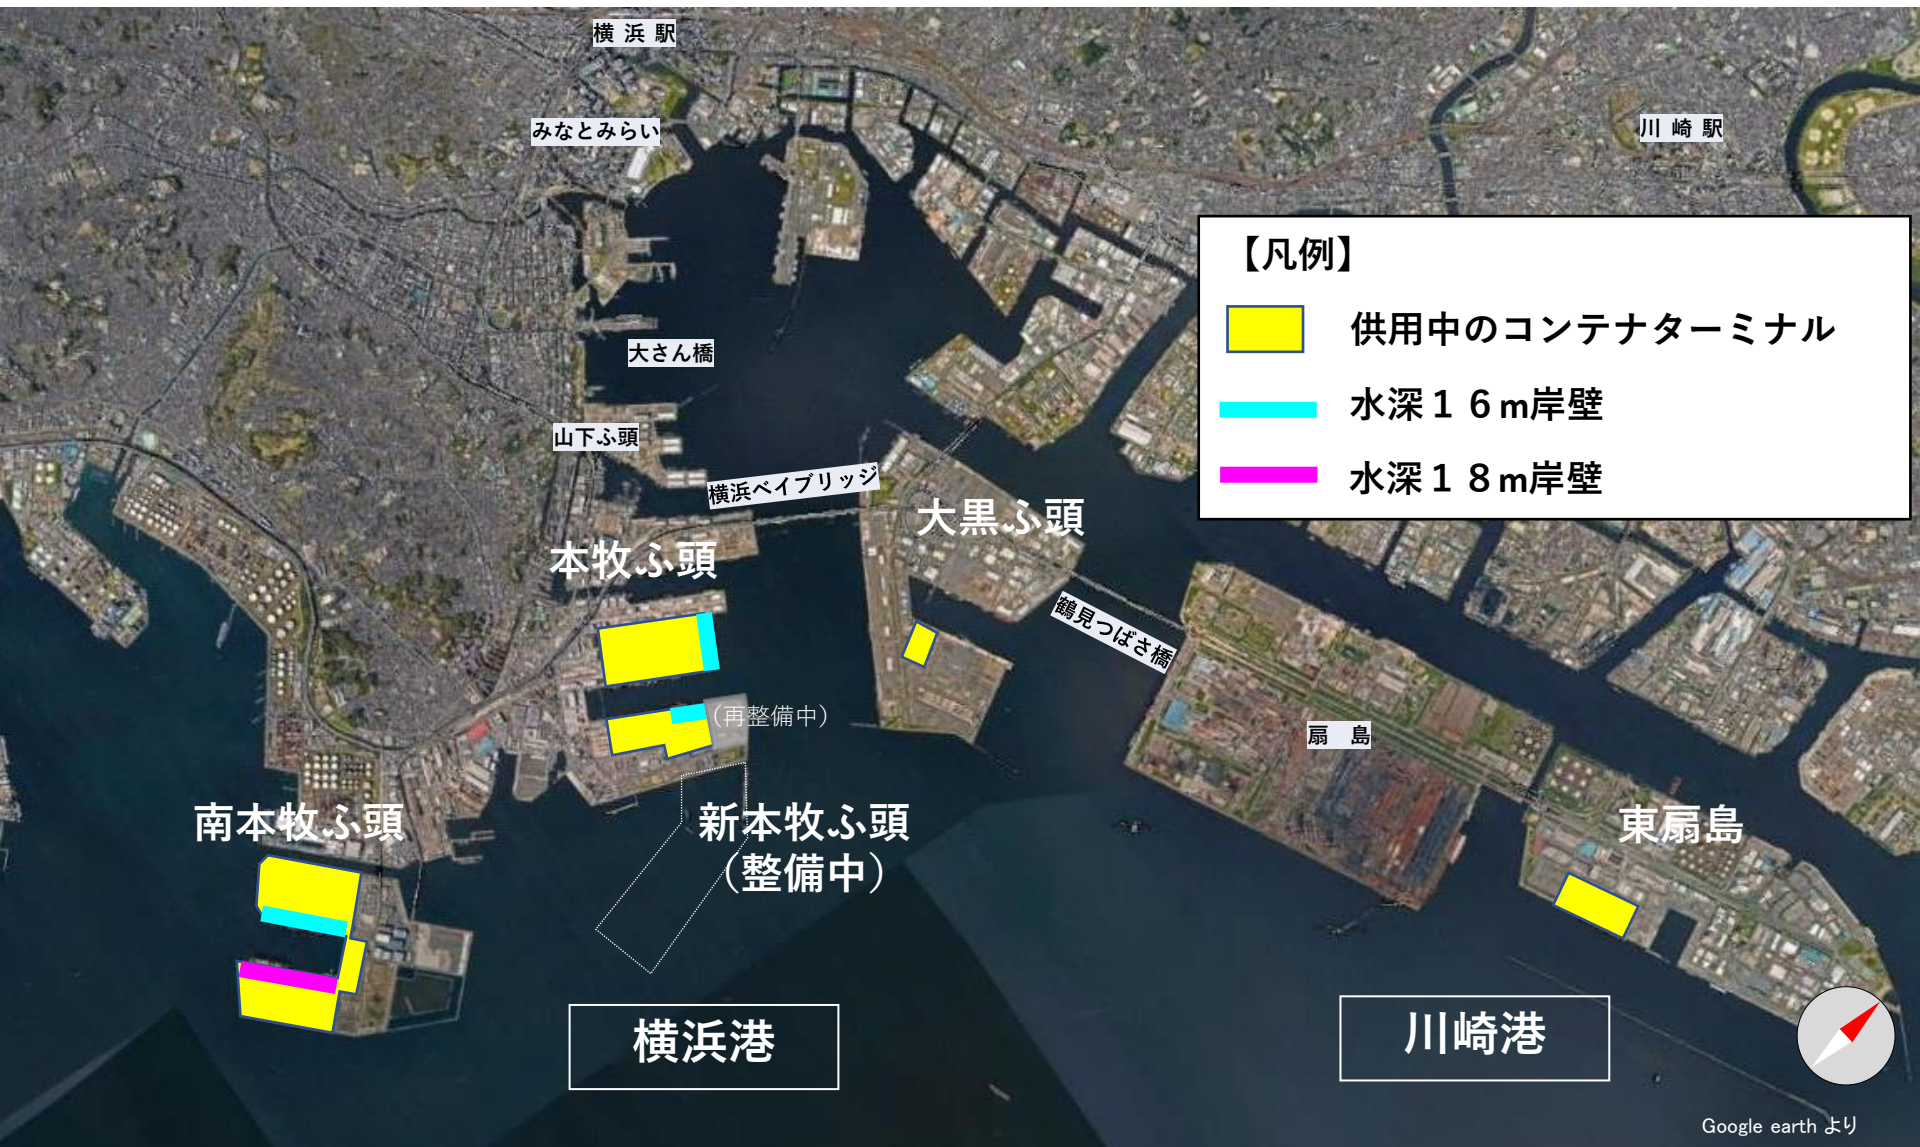 横 浜 駅
みなとみらい
川 崎 駅
【凡例】
供用中のコンテナターミナル
水深１６m岸壁
水深１８m岸壁
大さん橋
山下ふ頭
横浜ベイブリッジ
大黒ふ頭
本牧ふ頭
鶴見つばさ橋
（再整備中）
扇　島
南本牧ふ頭
新本牧ふ頭
（整備中）
東扇島
横浜港
川崎港
Google earth より